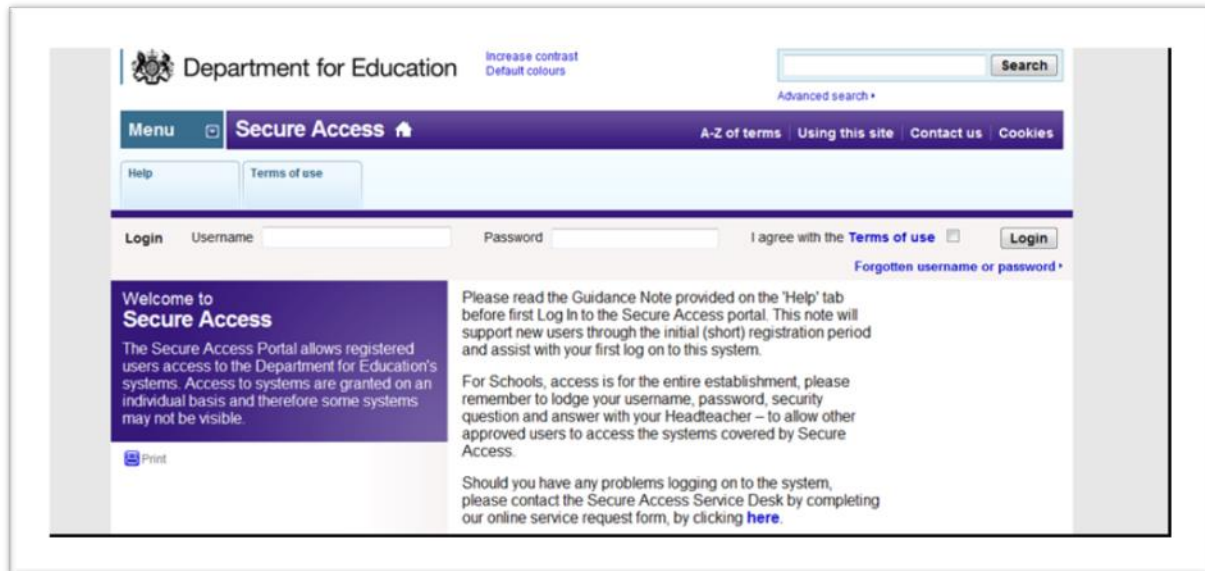 Department for Education
Increase contrast
Default colours
Search
Advanced search
Menu
Secure Access
A-Z of terms
Using this site
Contact us
Cookies
Help
Terms of use
Login
Username
Password
I agree with the Terms of use
Login
Forgotten username or password
Welcome to
Secure Access
The Secure Access Portal allows registered
users access to the Department for Education's
systems. Access to systems are granted on an
individual basis and therefore some systems
may not be visible.
Print
Please read the Guidance Note provided on the 'Help' tab
before first Log In to the Secure Access portal. This note will
support new users through the initial (short) registration period
and assist with your first log on to this system.
For Schools, access is for the entire establishment, please
remember to lodge your username, password, security
question and answer with your Headteacher – to allow other
approved users to access the systems covered by Secure
Access.
Should you have any problems logging on to the system,
please contact the Secure Access Service Desk by completing
our online service request form, by clicking here.